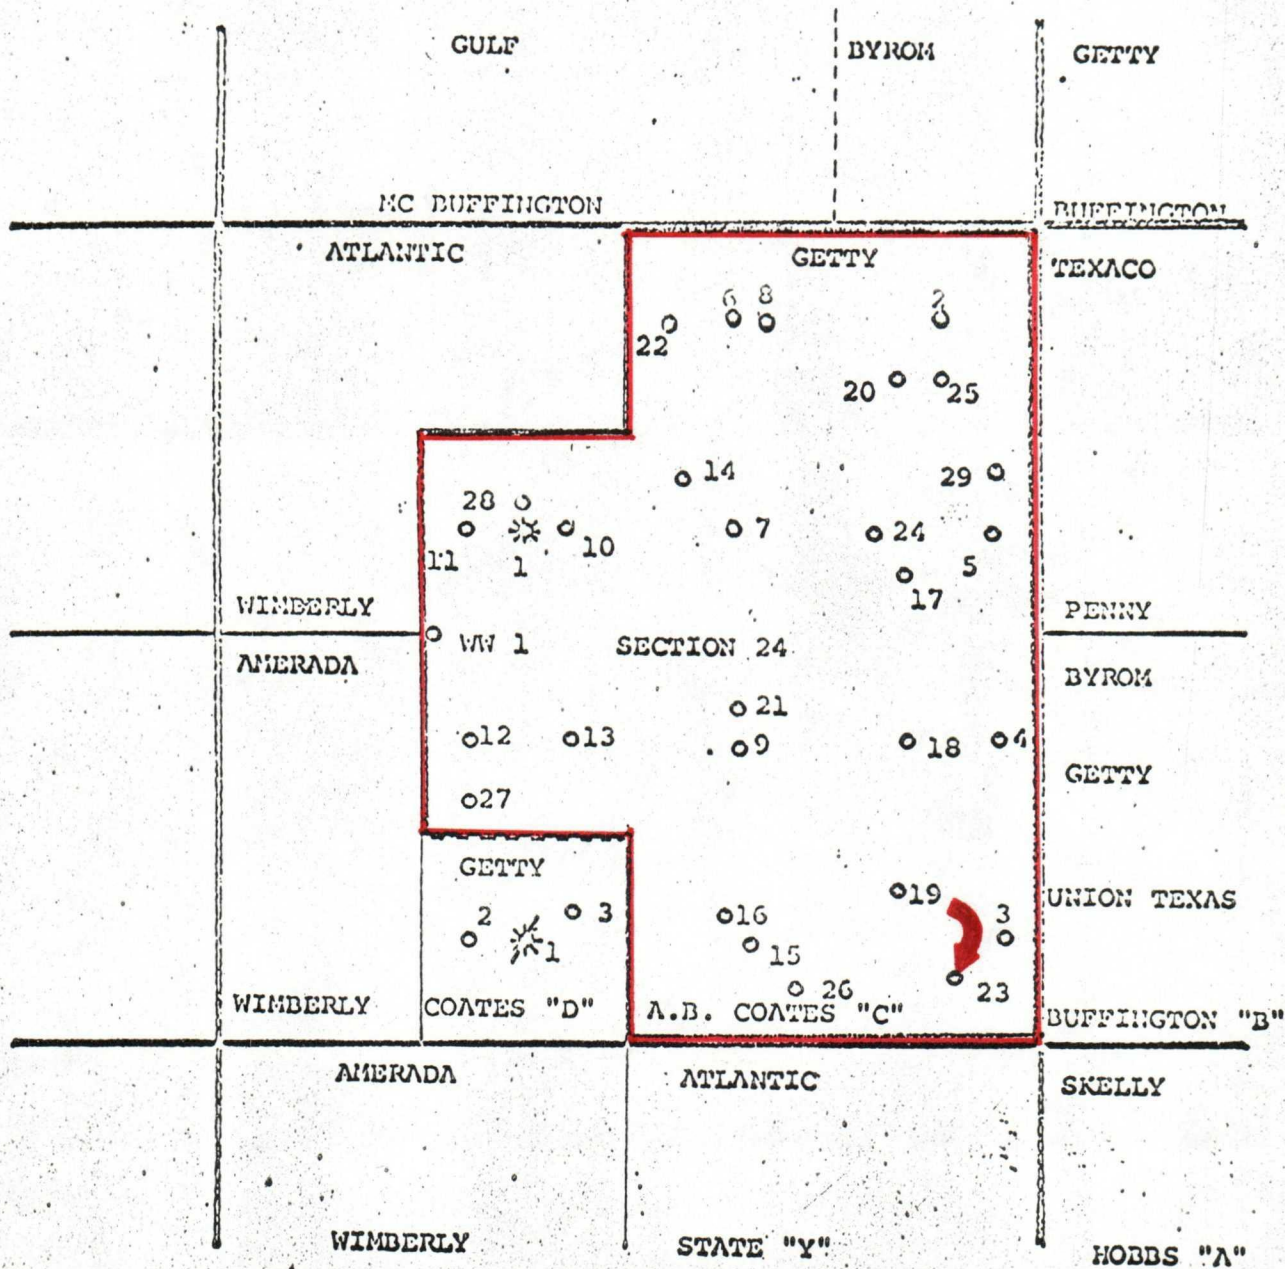 GULF
BYROM
GETTY
MC BUFFINGTON
BUFFINGTON
ATLANTIC
GETTY
TEXACO
6 8
2
22
20
25
14
29
28
7
24
11
1
10
5
17
WIMBERLY
PENNY
WW 1
SECTION 24
AMERADA
BYROM
21
12
13
9
18
4
GETTY
27
GETTY
19
UNION TEXAS
2
3
16
3
1
15
26
23
WIMBERLY
COATES "D"
A.B. COATES "C"
BUFFINGTON "B"
AMERADA
ATLANTIC
SKELLY
WIMBERLY
STATE "Y"
HOBBS "A"